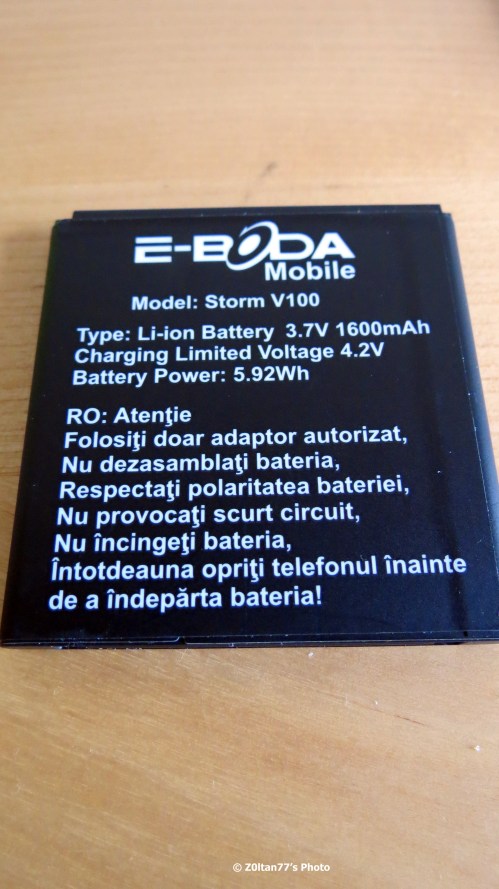 E-BODA
Mobile
Model: Storm V100
Type: Li-ion Battery 3.7V 1600mAh
Charging Limited Voltage 4.2V
Battery Power: 5.92Wh
RO: Atenţie
Folosiţi doar adaptor autorizat,
Nu dezasamblaţi bateria,
Respectaţi polaritatea bateriei,
Nu provocaţi scurt circuit,
Nu încingeţi bateria,
Întotdeauna opriţi telefonul înainte
de a îndepărta bateria!
© Z0ltan77's Photo